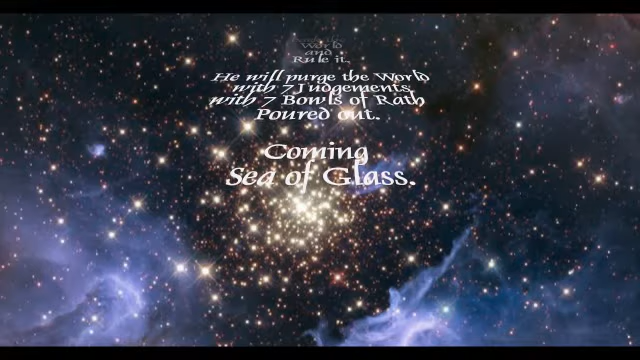 World
and
Rule it.
He will purge the World
with 7 Judgements
with 7 Bowls of Rath
Poured out.
Coming
Sea of Glass.